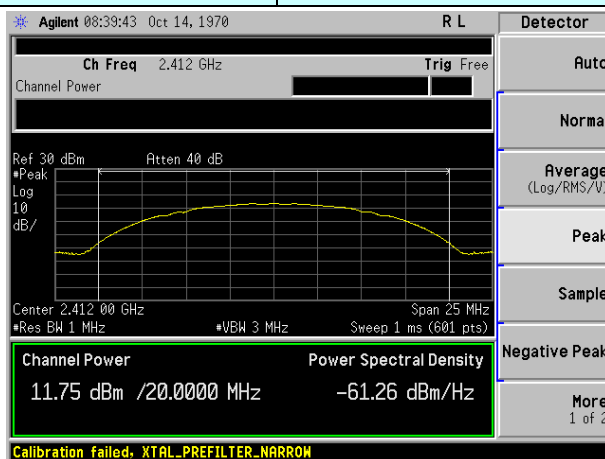 Agilent 08:39:43 Oct 14, 1970 R L Detector
Ch Freq 2.412 GHz Trig Free
Channel Power
Auto
Normal
Ref 30 dBm Atten 40 dB
#Peak
Log
10
dB/
Average
(Log/RMS/V)
Peak
Sample
Center 2.412 00 GHz Span 25 MHz
#Res BW 1 MHz #VBW 3 MHz Sweep 1 ms (601 pts)
Channel Power Power Spectral Density
11.75 dBm /20.0000 MHz -61.26 dBm/Hz
Negative Peak
More
1 of 2
Calibration failed, XTAL_PREFILTER_NARROW